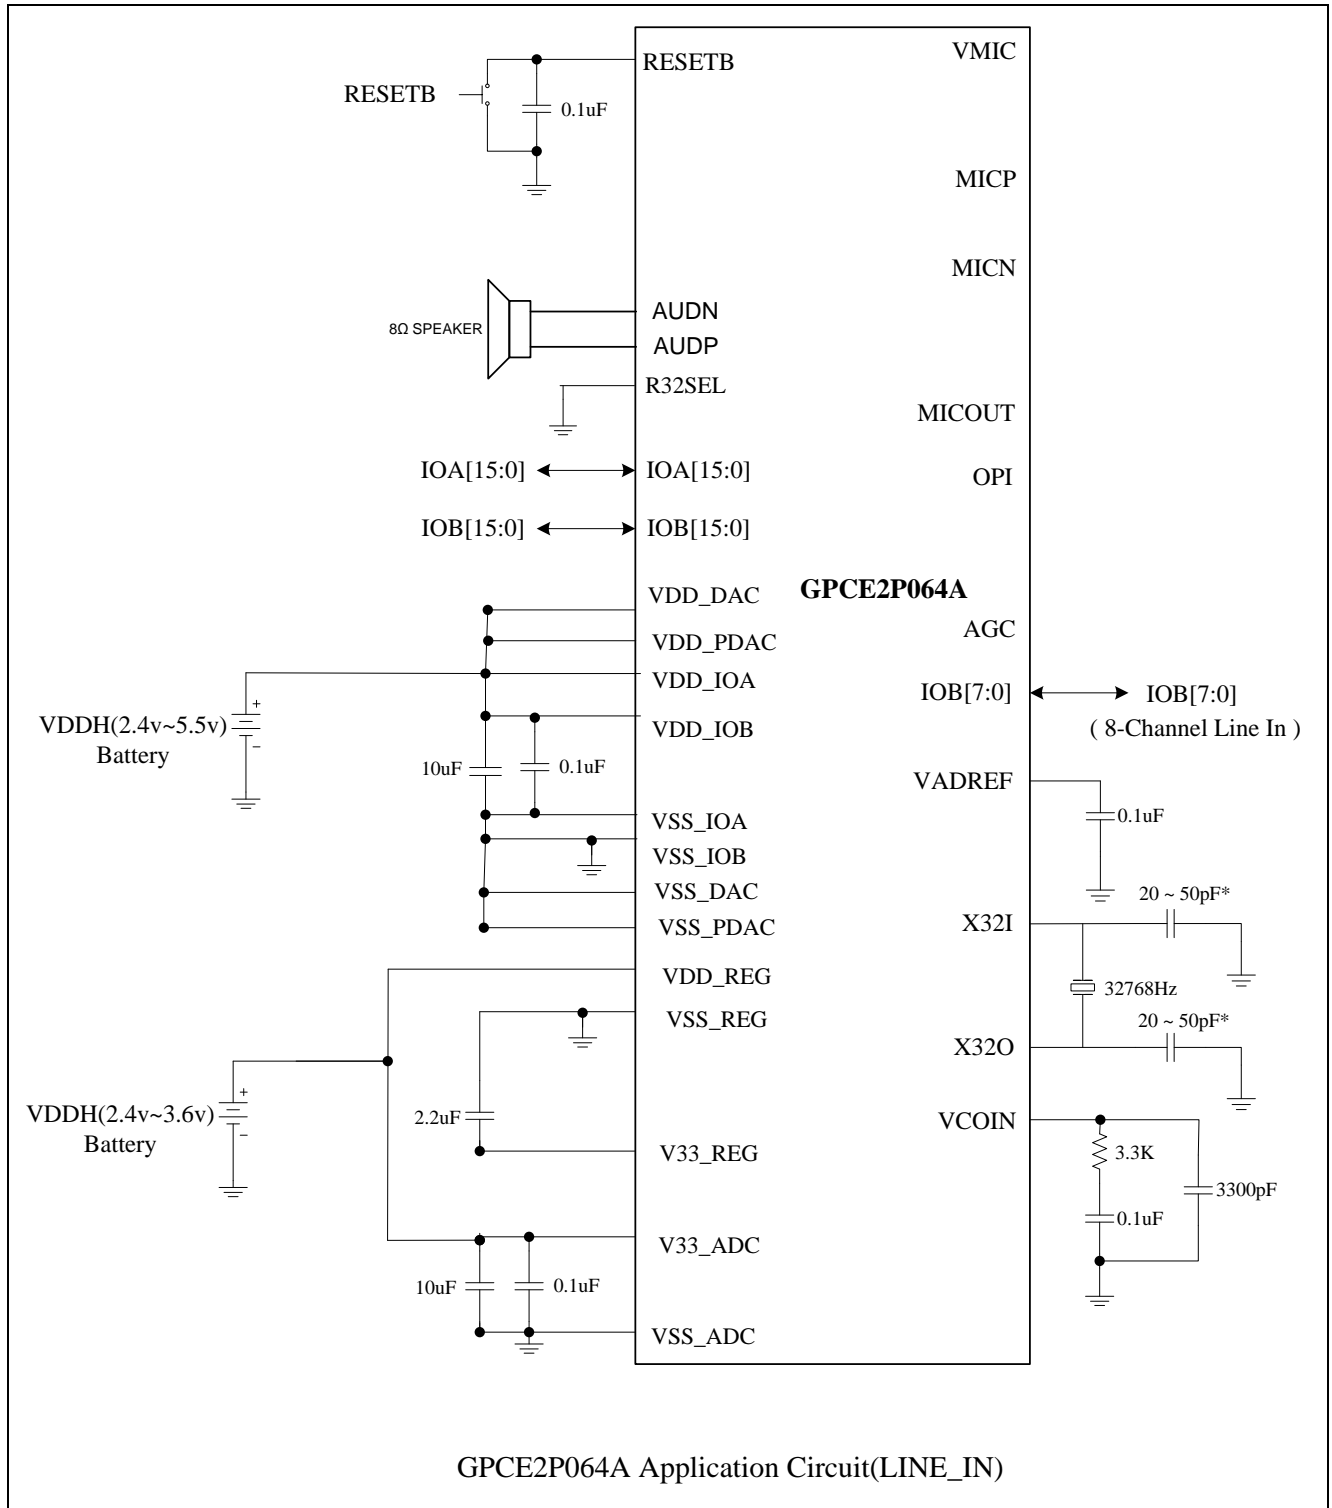 RESETB
0.1uF
RESETB
VMIC
MICP
MICN
8Ω SPEAKER
AUDN
AUDP
R32SEL
MICOUT
IOA[15:0]
IOA[15:0]
OPI
IOB[15:0]
IOB[15:0]
GPCE2P064A
VDD_DAC
VDD_PDAC
VDD_IOA
VDD_IOB
AGC
IOB[7:0]
IOB[7:0]
( 8-Channel Line In )
+
VDDH(2.4v~5.5v)
Battery
−
10uF
0.1uF
VADREF
0.1uF
VSS_IOA
VSS_IOB
VSS_DAC
VSS_PDAC
20 ~ 50pF*
X32I
32768Hz
20 ~ 50pF*
X32O
VDD_REG
VSS_REG
+
VDDH(2.4v~3.6v)
Battery
−
2.2uF
V33_REG
VCOIN
3.3K
3300pF
0.1uF
V33_ADC
10uF
0.1uF
VSS_ADC
GPCE2P064A Application Circuit(LINE_IN)